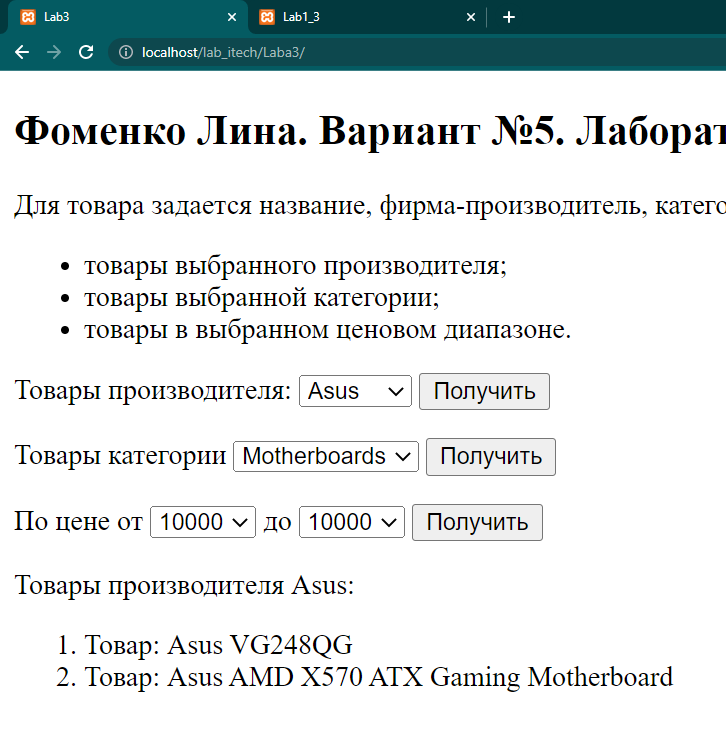 Lab3
Lab1_3
localhost/lab_itech/Laba3/
Фоменко Лина. Вариант №5. Лаборат
Для товара задается название, фирма-производитель, катего
• товары выбранного производителя;
• товары выбранной категории;
• товары в выбранном ценовом диапазоне.
Товары производителя: Asus Получить
Товары категории Motherboards Получить
По цене от 10000 до 10000 Получить
Товары производителя Asus:
1. Товар: Asus VG248QG
2. Товар: Asus AMD X570 ATX Gaming Motherboard